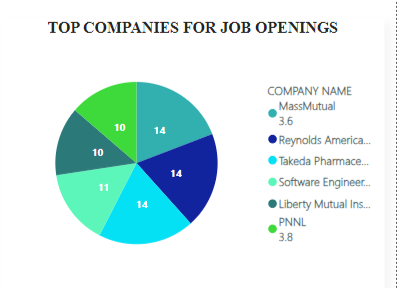 TOP COMPANIES FOR JOB OPENINGS
COMPANY NAME
MassMutual
3.6
Reynolds America...
Takeda Pharmace...
Software Engineer...
Liberty Mutual Ins...
PNNL
3.8
14
14
14
11
10
10